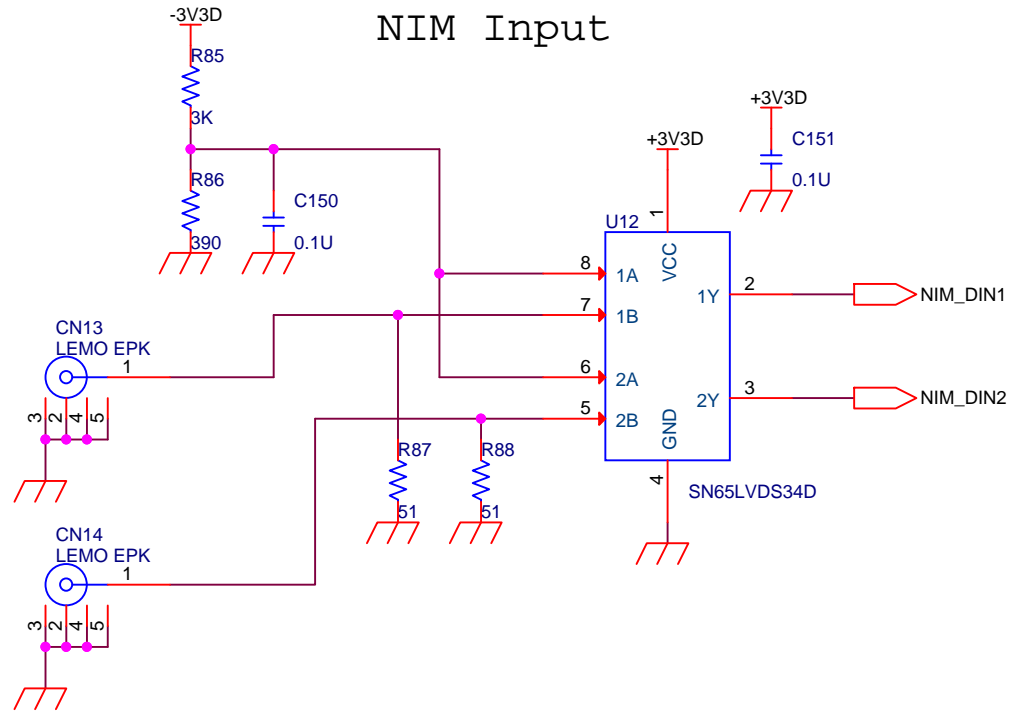 NIM Input
-3V3D
R85
3K
R86
390
C150
0.1U
+3V3D
+3V3D
C151
0.1U
U12
1
VCC
8
1A
7
1B
6
2A
5
2B
1Y
2
NIM_DIN1
2Y
3
NIM_DIN2
GND
4
SN65LVDS34D
CN13
LEMO EPK
1
3
2
4
5
R87
51
R88
51
CN14
LEMO EPK
1
3
2
4
5